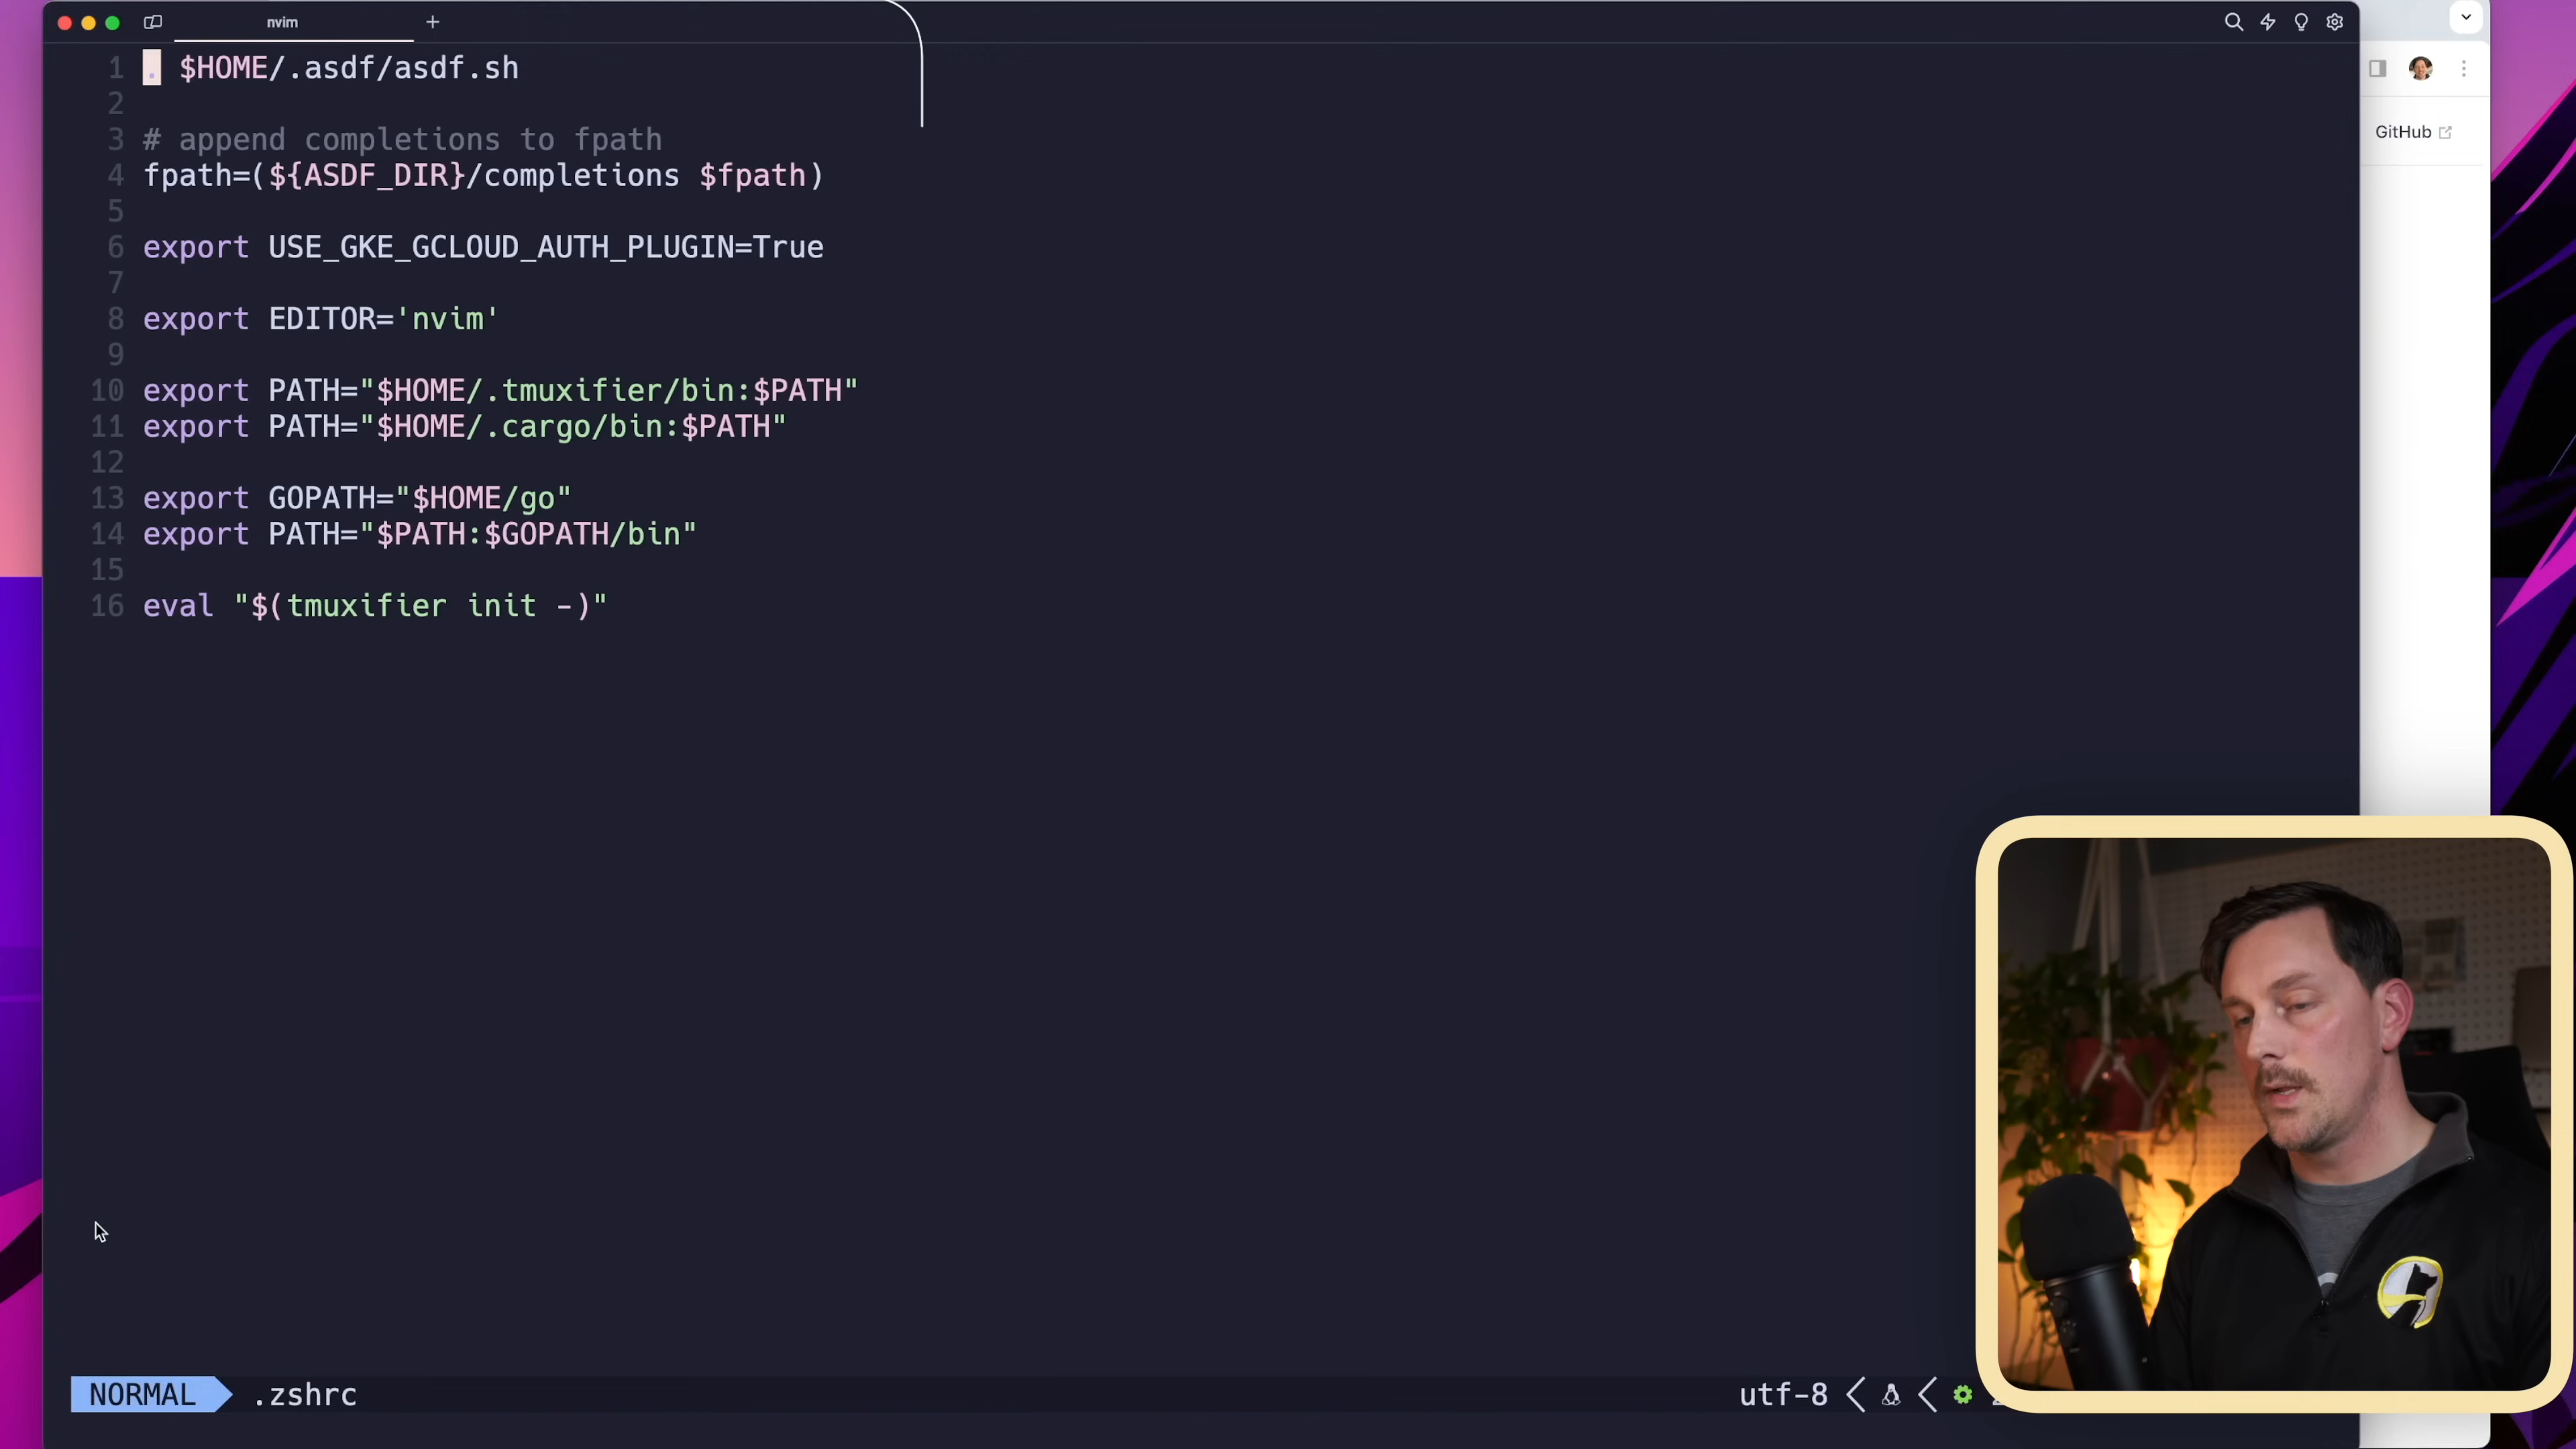 nvim
1 . $HOME/.asdf/asdf.sh
2
3 # append completions to fpath
4 fpath=(${ASDF_DIR}/completions $fpath)
5
6 export USE_GKE_GCLOUD_AUTH_PLUGIN=True
7
8 export EDITOR='nvim'
9
10 export PATH="$HOME/.tmuxifier/bin:$PATH"
11 export PATH="$HOME/.cargo/bin:$PATH"
12
13 export GOPATH="$HOME/go"
14 export PATH="$PATH:$GOPATH/bin"
15
16 eval "$(tmuxifier init -)"
GitHub
NORMAL .zshrc
utf-8